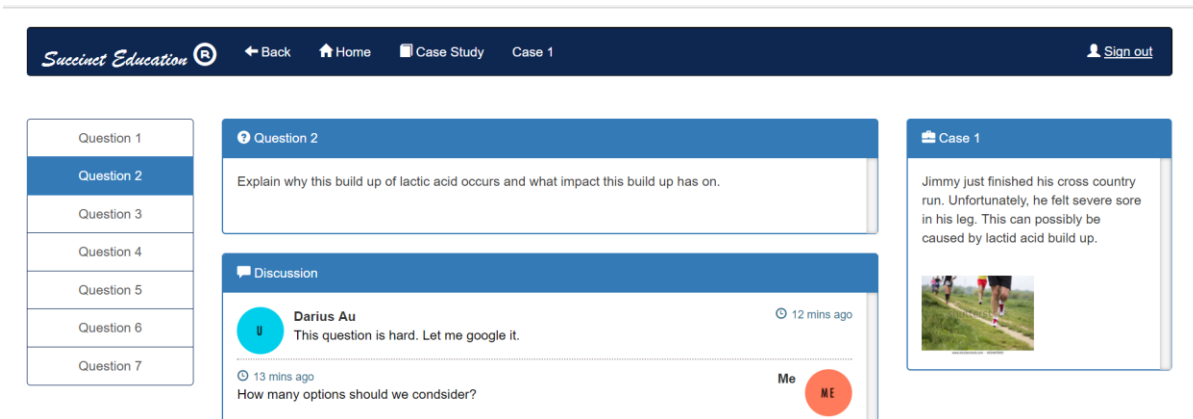 Succinct Education ®
Back Home Case Study Case 1 Sign out
Question 1
Question 2
Question 3
Question 4
Question 5
Question 6
Question 7
Question 2
Explain why this build up of lactic acid occurs and what impact this build up has on.
Discussion
U
Darius Au
12 mins ago
This question is hard. Let me google it.
13 mins ago
Me
ME
How many options should we condsider?
Case 1
Jimmy just finished his cross country
run. Unfortunately, he felt severe sore
in his leg. This can possibly be
caused by lactid acid build up.